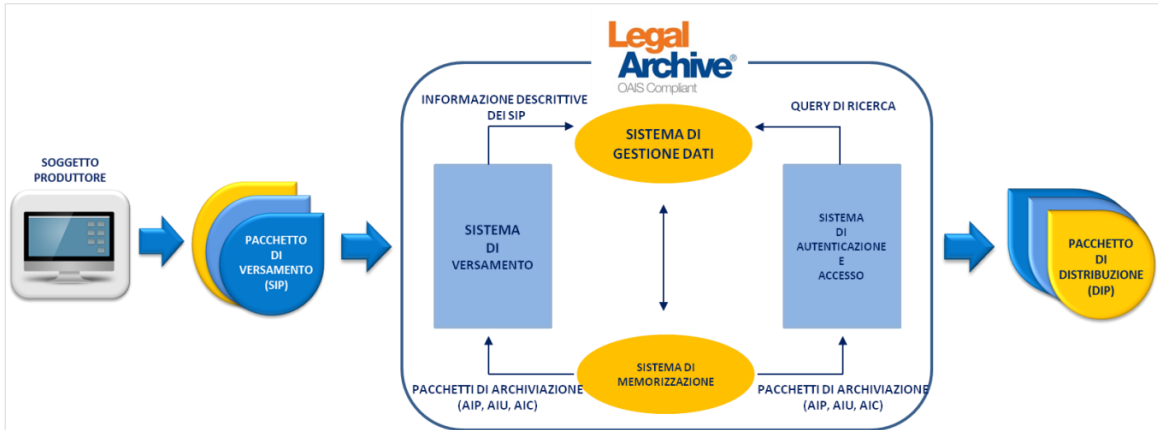 Legal
Archive®
OAIS Compliant
INFORMAZIONE DESCRITTIVE
DEI SIP
QUERY DI RICERCA
SISTEMA DI
GESTIONE DATI
SOGGETTO
PRODUTTORE
PACCHETTO
DI
VERSAMENTO
(SIP)
SISTEMA
DI
VERSAMENTO
SISTEMA
DI
AUTENTICAZIONE
E
ACCESSO
PACCHETTO
DI
DISTRIBUZIONE
(DIP)
SISTEMA DI
MEMORIZZAZIONE
PACCHETTI DI ARCHIVIAZIONE
(AIP, AIU, AIC)
PACCHETTI DI ARCHIVIAZIONE
(AIP, AIU, AIC)